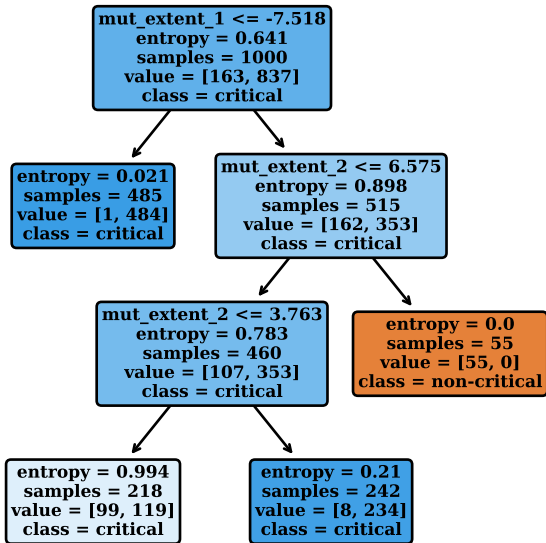 mut_extent_1 <= -7.518
entropy = 0.641
samples = 1000
value = [163, 837]
class = critical
entropy = 0.021
samples = 485
value = [1, 484]
class = critical
mut_extent_2 <= 6.575
entropy = 0.898
samples = 515
value = [162, 353]
class = critical
mut_extent_2 <= 3.763
entropy = 0.783
samples = 460
value = [107, 353]
class = critical
entropy = 0.0
samples = 55
value = [55, 0]
class = non-critical
entropy = 0.994
samples = 218
value = [99, 119]
class = critical
entropy = 0.21
samples = 242
value = [8, 234]
class = critical